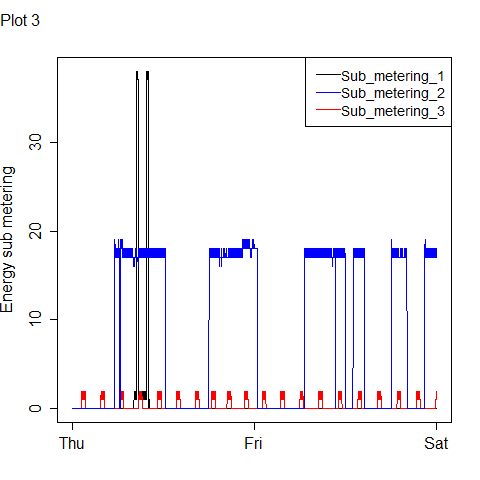 Plot 3
Sub_metering_1
Sub_metering_2
Sub_metering_3
Energy sub metering
30
20
10
0
Thu Fri Sat